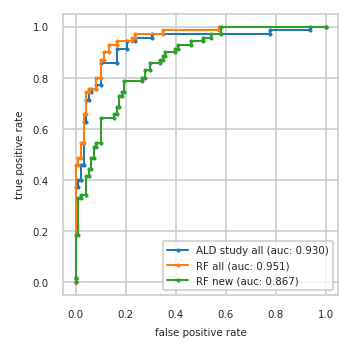 1.0
0.8
0.6
0.4
0.2
0.0
true positive rate
ALD study all (auc: 0.930)
RF all (auc: 0.951)
RF new (auc: 0.867)
0.0 0.2 0.4 0.6 0.8 1.0
false positive rate